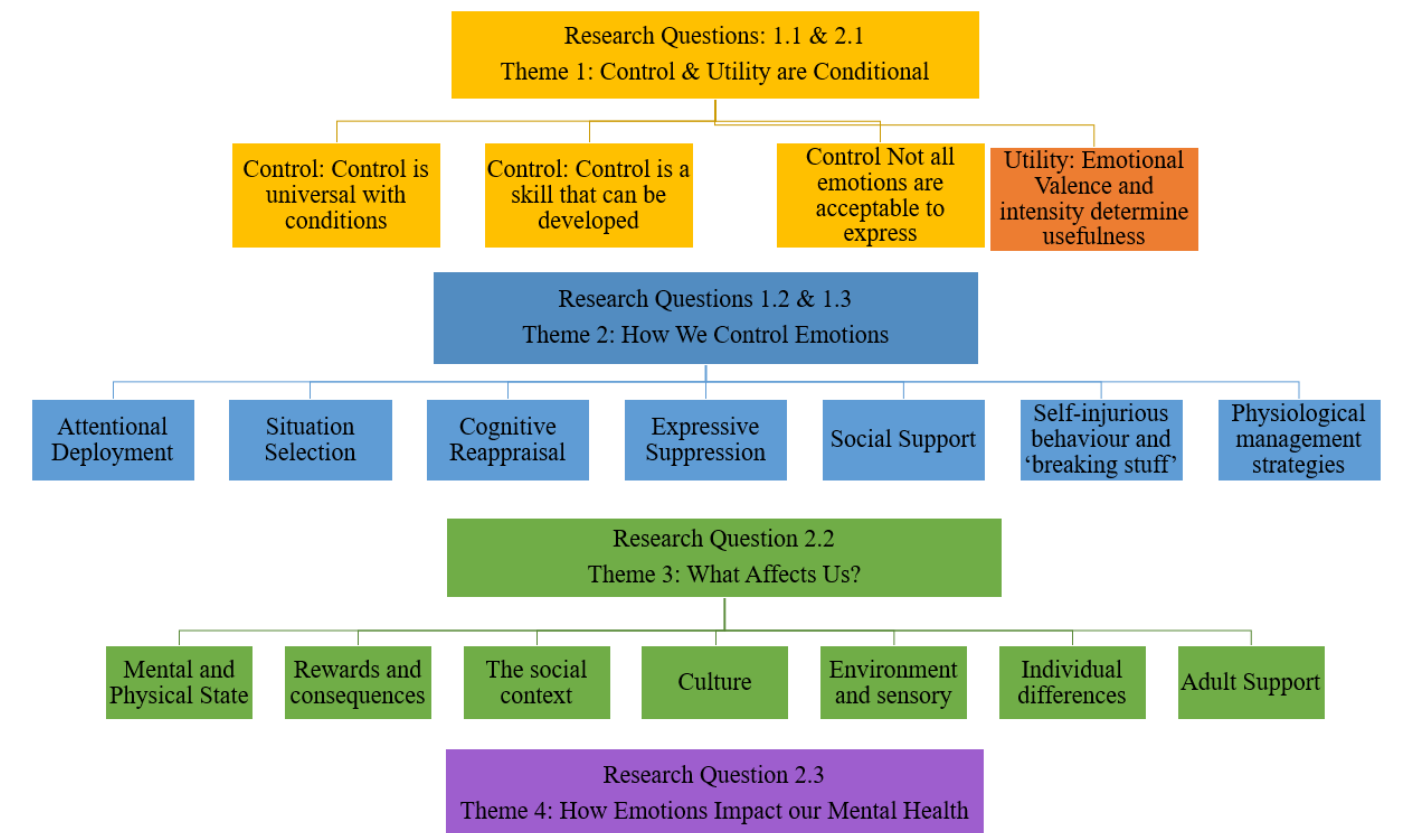 Research Questions: 1.1 & 2.1
Theme 1: Control & Utility are Conditional
Control: Control is
universal with
conditions
Control: Control is a
skill that can be
developed
Control Not all
emotions are
acceptable to
express
Utility: Emotional
Valence and
intensity determine
usefulness
Research Questions 1.2 & 1.3
Theme 2: How We Control Emotions
Attentional
Deployment
Situation
Selection
Cognitive
Reappraisal
Expressive
Suppression
Social Support
Self-injurious
behaviour and
‘breaking stuff’
Physiological
management
strategies
Research Question 2.2
Theme 3: What Affects Us?
Mental and
Physical State
Rewards and
consequences
The social
context
Culture
Environment
and sensory
Individual
differences
Adult Support
Research Question 2.3
Theme 4: How Emotions Impact our Mental Health